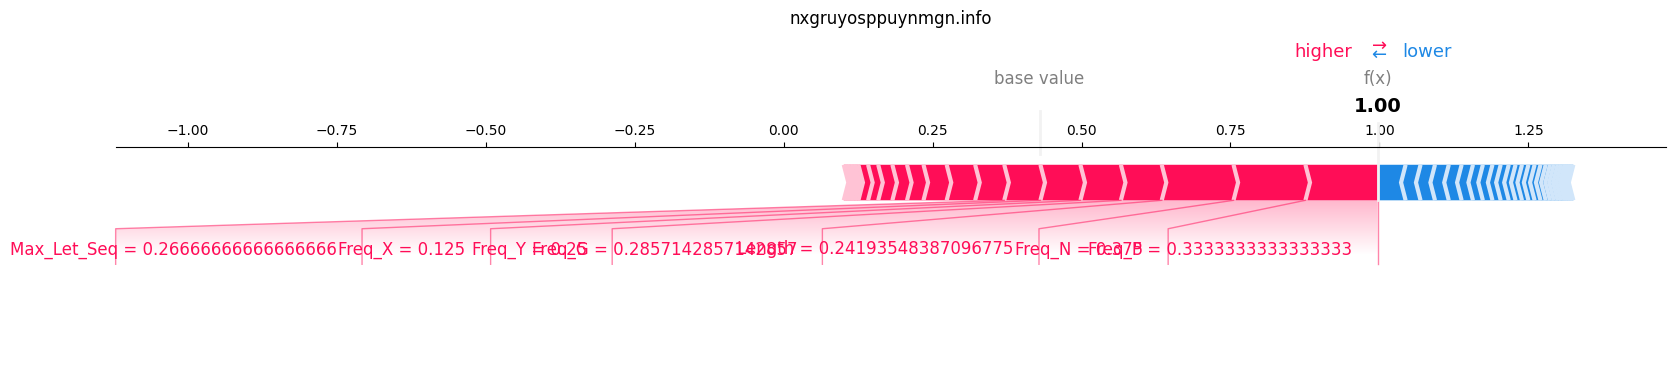 nxgruyosppuynmgn.info
higher ⇄ lower
base value f(x)
1.00
−1.00 −0.75 −0.50 −0.25 0.00 0.25 0.50 0.75 1.00 1.25
Max_Let_Seq = 0.26666666666666666 Freq_X = 0.125 Freq_Y = 0.25 Freq_G = 0.2857142857142857 Length = 0.24193548387096775 Freq_N = 0.375 Freq_P = 0.3333333333333333